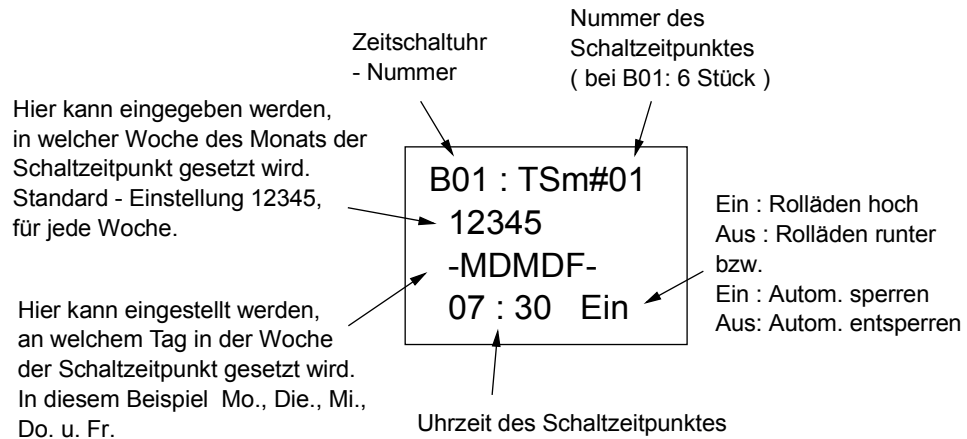 Zeitschaltuhr
- Nummer
Nummer des
Schaltzeitpunktes
( bei B01: 6 Stück )
Hier kann eingegeben werden,
in welcher Woche des Monats der
Schaltzeitpunkt gesetzt wird.
Standard - Einstellung 12345,
für jede Woche.
B01 : TSm#01
12345
-MDMDF-
07 : 30 Ein
Ein : Rolläden hoch
Aus : Rolläden runter
bzw.
Ein : Autom. sperren
Aus: Autom. entsperren
Hier kann eingestellt werden,
an welchem Tag in der Woche
der Schaltzeitpunkt gesetzt wird.
In diesem Beispiel Mo., Die., Mi.,
Do. u. Fr.
Uhrzeit des Schaltzeitpunktes